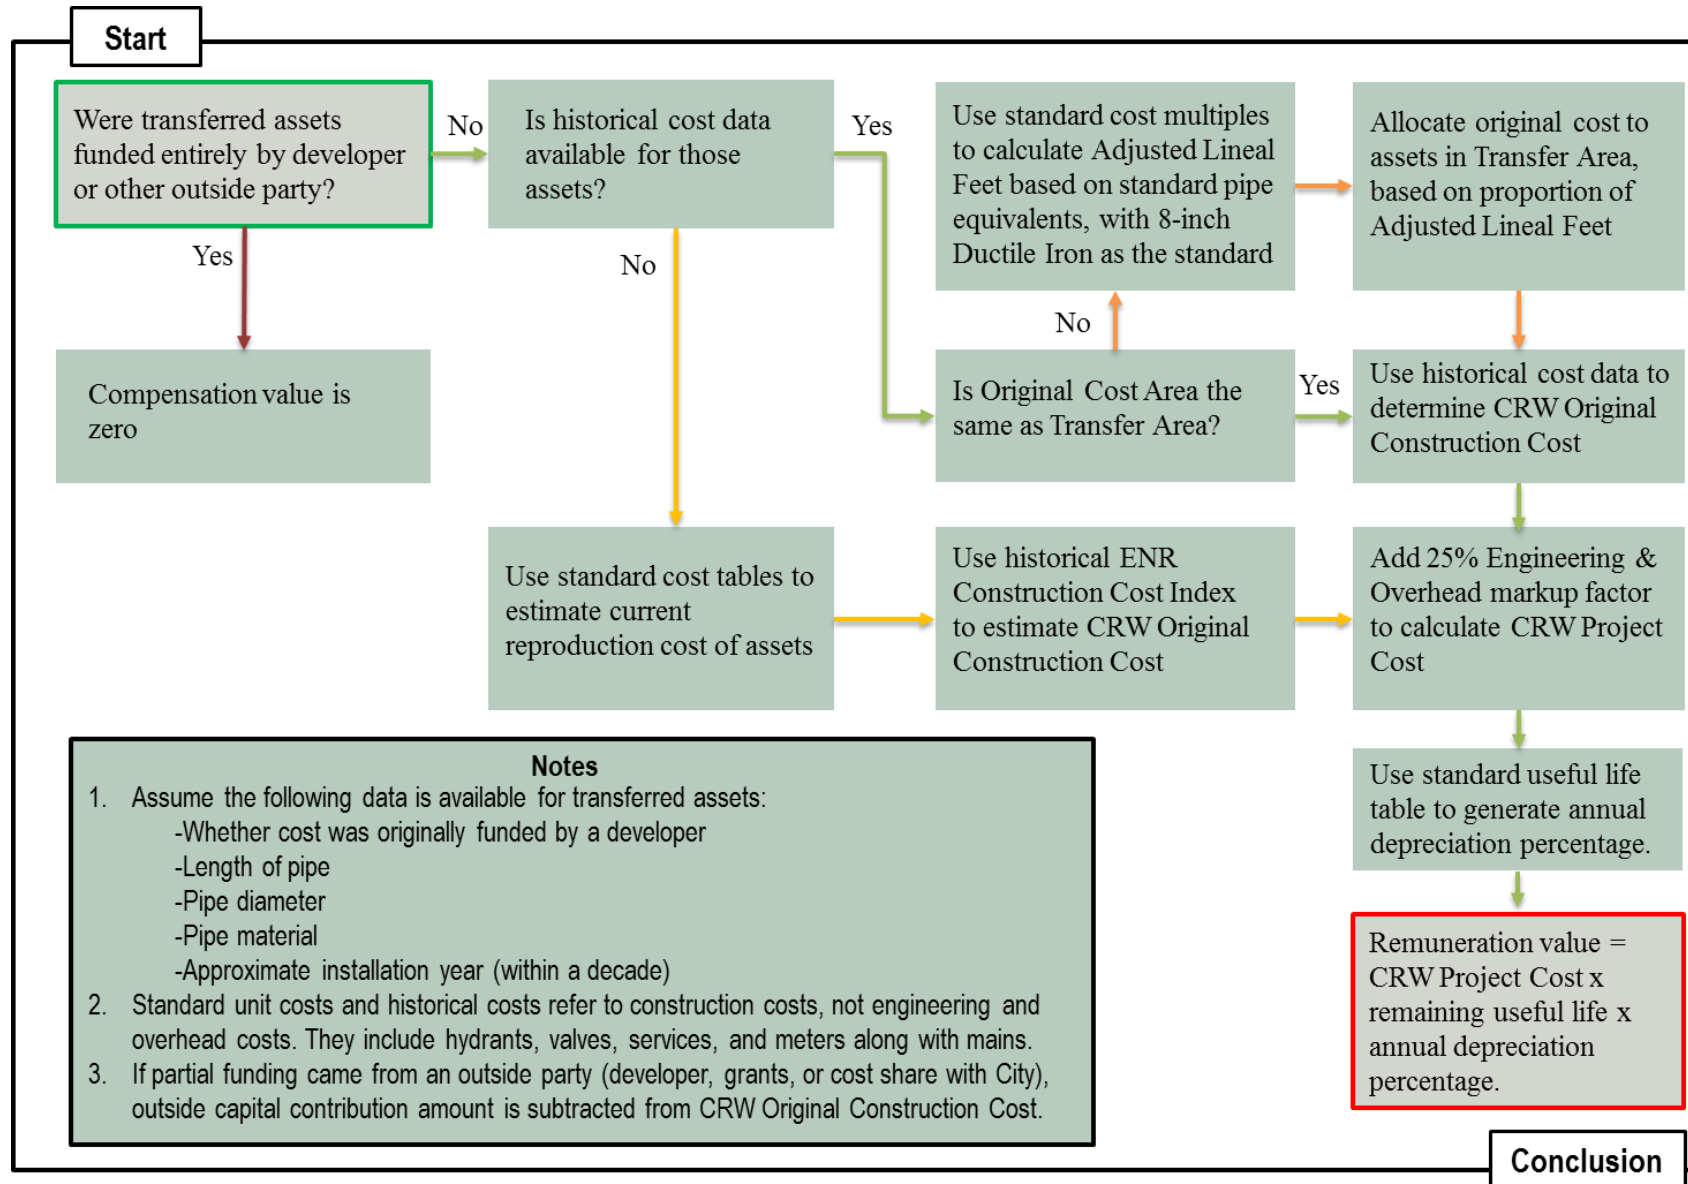 Start
Were transferred assets
funded entirely by developer
or other outside party?
No
Is historical cost data
available for those
assets?
Yes
Use standard cost multiples
to calculate Adjusted Lineal
Feet based on standard pipe
equivalents, with 8-inch
Ductile Iron as the standard
Allocate original cost to
assets in Transfer Area,
based on proportion of
Adjusted Lineal Feet
Yes
No
No
Compensation value is
zero
Is Original Cost Area the
same as Transfer Area?
Yes
Use historical cost data to
determine CRW Original
Construction Cost
Use standard cost tables to
estimate current
reproduction cost of assets
Use historical ENR
Construction Cost Index
to estimate CRW Original
Construction Cost
Add 25% Engineering &
Overhead markup factor
to calculate CRW Project
Cost
Use standard useful life
table to generate annual
depreciation percentage.
Remuneration value =
CRW Project Cost x
remaining useful life x
annual depreciation
percentage.
Notes
1. Assume the following data is available for transferred assets:
-Whether cost was originally funded by a developer
-Length of pipe
-Pipe diameter
-Pipe material
-Approximate installation year (within a decade)
2. Standard unit costs and historical costs refer to construction costs, not engineering and
overhead costs. They include hydrants, valves, services, and meters along with mains.
3. If partial funding came from an outside party (developer, grants, or cost share with City),
outside capital contribution amount is subtracted from CRW Original Construction Cost.
Conclusion